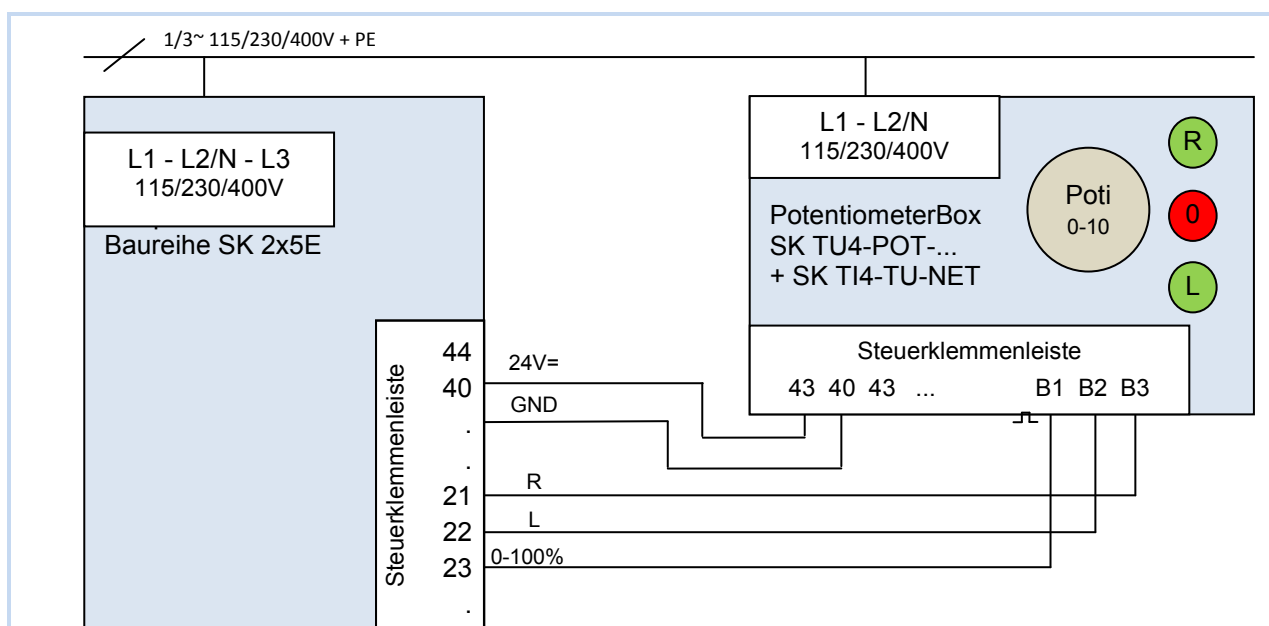 1/3~ 115/230/400V + PE
L1 - L2/N - L3
115/230/400V
Baureihe SK 2x5E
Steuerklemmenleiste
44
40
.
.
21
22
23
.
24V=
GND
R
L
0-100%
L1 - L2/N
115/230/400V
PotentiometerBox
SK TU4-POT-...
+ SK TI4-TU-NET
Poti
0-10
R
0
L
Steuerklemmenleiste
43 40 43 ... B1 B2 B3